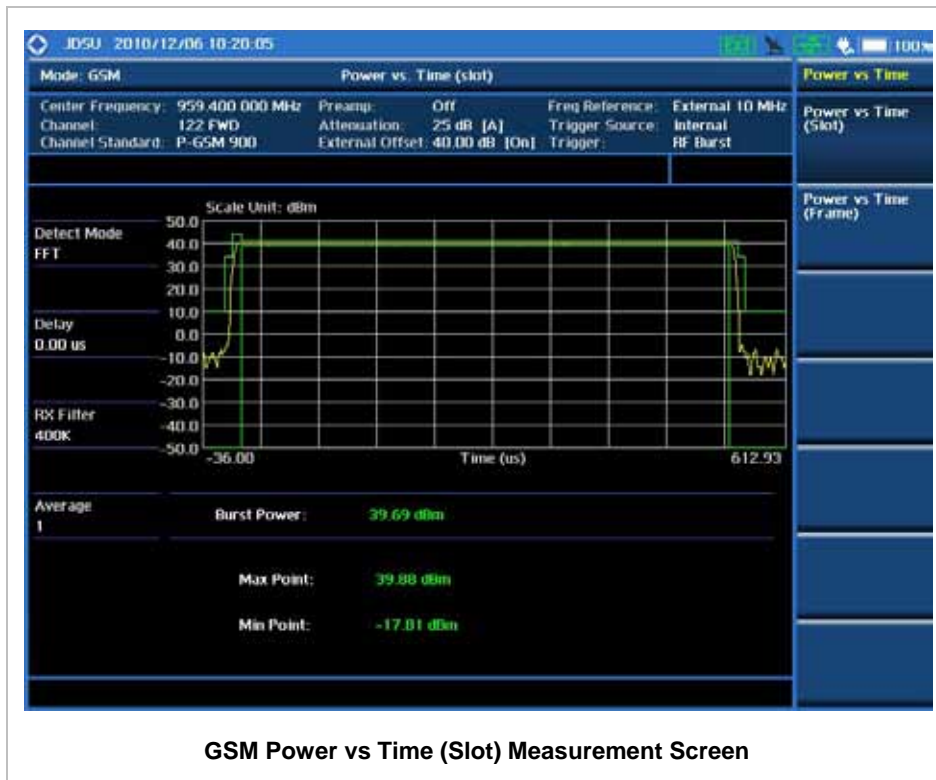 JDSU 2010/12/06 10:20:05
100%
Mode: GSM
Power vs. Time (slot)
Power vs Time
Center Frequency: 959.400 000 MHz
Channel: 122 FWD
Channel Standard: P-GSM 900
Preamp: Off
Attenuation: 25 dB [A]
External Offset: 40.00 dB [On]
Freq Reference: External 10 MHz
Trigger Source: Internal
Trigger: RF Burst
Power vs Time
(Slot)
Power vs Time
(Frame)
Scale Unit: dBm
50.0
40.0
30.0
20.0
10.0
0.0
-10.0
-20.0
-30.0
-40.0
-50.0
-36.00
Time (us)
612.93
Detect Mode
FFT
Delay
0.00 us
RX Filter
400K
Average
1
Burst Power: 39.69 dBm
Max Point: 39.88 dBm
Min Point: -17.81 dBm
GSM Power vs Time (Slot) Measurement Screen